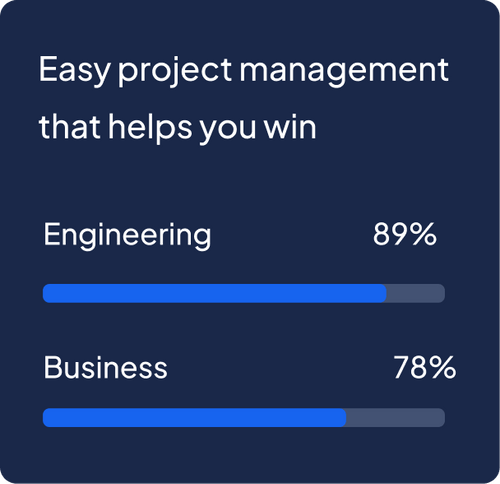 Easy project management
that helps you win
Engineering 89%
Business 78%